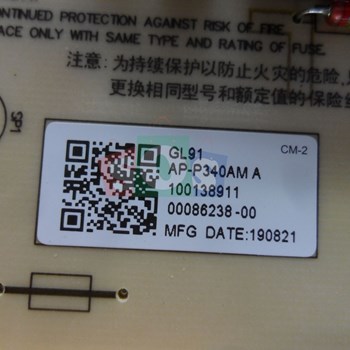 ONTINUED PROTECTION AGAINST RISK OF FIRE
ACE ONLY WITH SAME TYPE AND RATING OF FUSE.
注意: 为持续保护以防止火灾的危险,
更换相同型号和额定值的保险
SPI
GL91
CM-2
AP-P340AM A
100138911
00086238-00
MFG DATE:190821